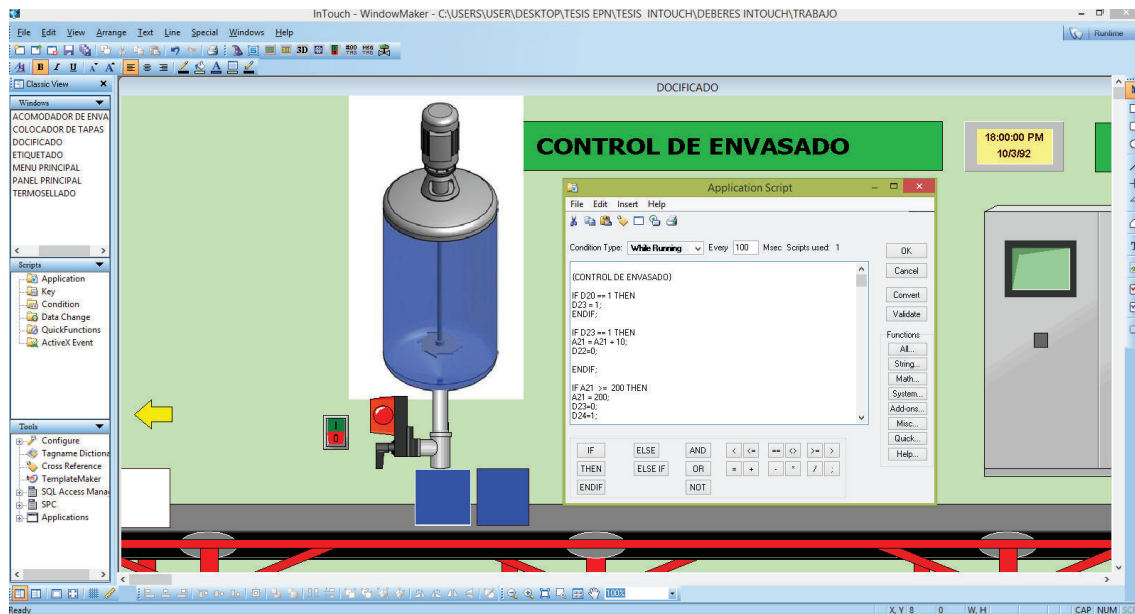 InTouch - WindowMaker - C:\USERS\USER\DESKTOP\TESIS EPN\TESIS INTOUCH\DEBERES INTOUCH\TRABAJO
File Edit View Arrange Text Line Special Windows Help
Runtime
3D
B I U A A
Classic View
Windows
ACOMODADOR DE ENVA
COLOCADOR DE TAPAS
DOCIFICADO
ETIQUETADO
MENU PRINCIPAL
PANEL PRINCIPAL
TERMOSELLADO
Scripts
Application
Key
Condition
Data Change
QuickFunctions
ActiveX Event
Tools
Configure
Tagname Dictiona
Cross Reference
TemplateMaker
SQL Access Mana
SPC
Applications
DOCIFICADO
CONTROL DE ENVASADO
18:00:00 PM
10/3/92
Application Script
File Edit Insert Help
Condition Type: While Running Every 100 Msec Scripts used: 1
{CONTROL DE ENVASADO}
IF D20 == 1 THEN
D23 = 1;
ENDIF;
IF D23 == 1 THEN
A21 = A21 + 10;
D22=0;
ENDIF;
IF A21 >= 200 THEN
A21 = 200;
D23=0;
D24=1;
OK
Cancel
Convert
Validate
Functions
All...
String...
Math...
System...
Add-ons...
Misc...
Quick...
Help...
IF ELSE AND < <= == <> >= >
THEN ELSE IF OR = + - * / ;
ENDIF NOT
I
0
100%
Ready
X, Y 8 0 W, H CAP NUM